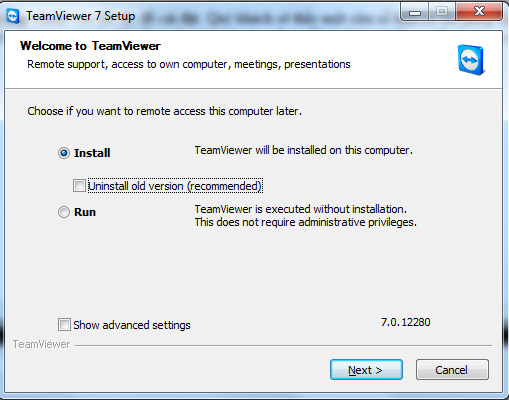 TeamViewer 7 Setup
Welcome to TeamViewer
Remote support, access to own computer, meetings, presentations
Choose if you want to remote access this computer later.
Install
TeamViewer will be installed on this computer.
Uninstall old version (recommended)
Run
TeamViewer is executed without installation.
This does not require administrative privileges.
Show advanced settings
7.0.12280
TeamViewer
Next >
Cancel